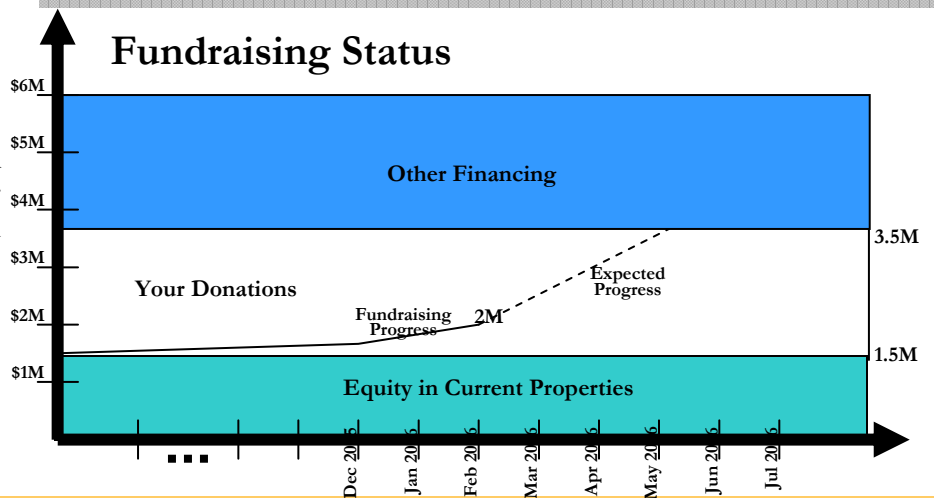 Fundraising Status
$6M
$5M
Other Financing
$4M
3.5M
$3M
Expected
Progress
Your Donations
Fundraising
Progress
2M
$2M
1.5M
$1M
Equity in Current Properties
...
Dec 2005
Jan 2006
Feb 2006
Mar 2006
Apr 2006
May 2006
Jun 2006
Jul 2006